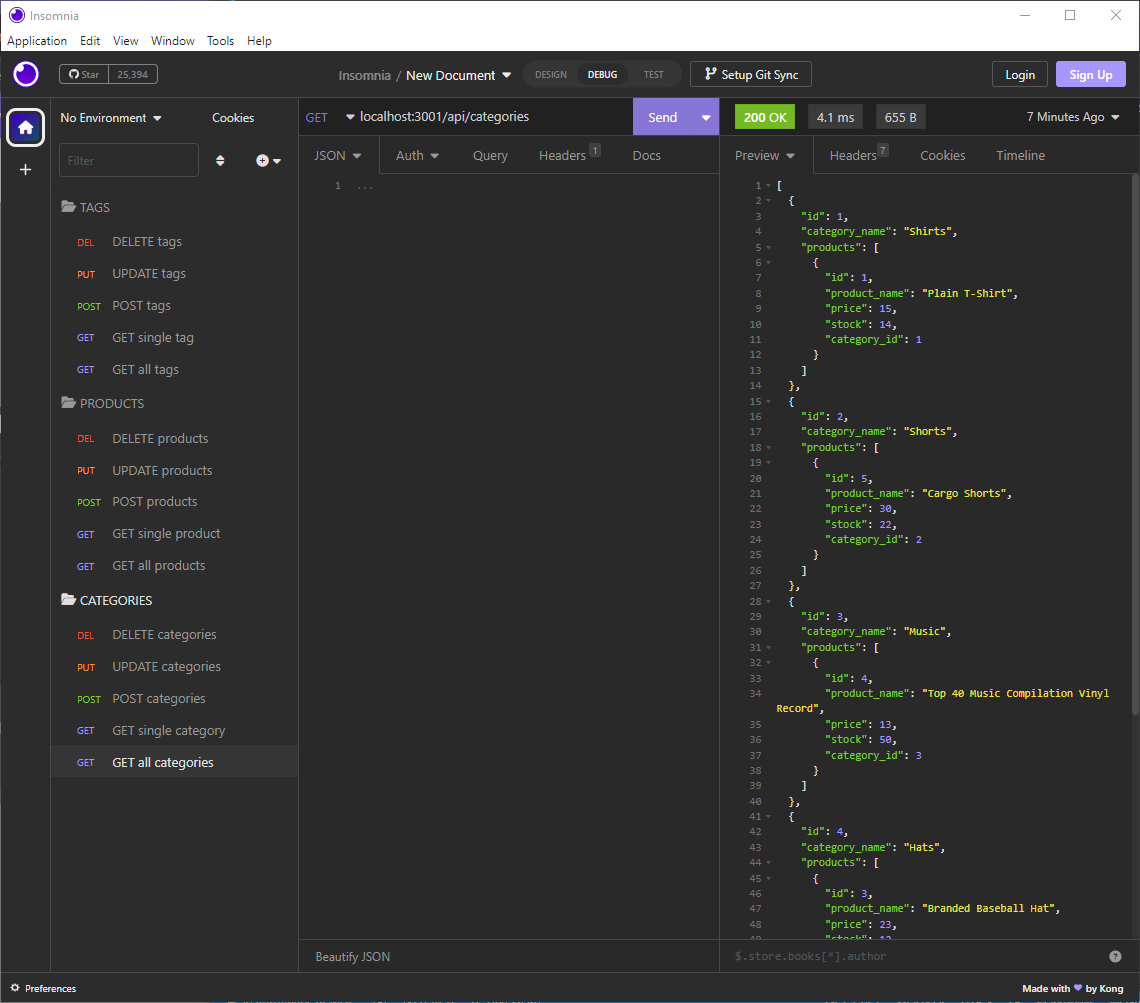 Insomnia
Application Edit View Window Tools Help
Star 25,394
Insomnia / New Document
DESIGN DEBUG TEST
Setup Git Sync
Login Sign Up
No Environment Cookies
Filter
TAGS
DEL DELETE tags
PUT UPDATE tags
POST POST tags
GET GET single tag
GET GET all tags
PRODUCTS
DEL DELETE products
PUT UPDATE products
POST POST products
GET GET single product
GET GET all products
CATEGORIES
DEL DELETE categories
PUT UPDATE categories
POST POST categories
GET GET single category
GET GET all categories
GET localhost:3001/api/categories Send
JSON Auth Query Headers 1 Docs
1 ...
Beautify JSON
200 OK 4.1 ms 655 B 7 Minutes Ago
Preview Headers 7 Cookies Timeline
1 [
2 {
3 "id": 1,
4 "category_name": "Shirts",
5 "products": [
6 {
7 "id": 1,
8 "product_name": "Plain T-Shirt",
9 "price": 15,
10 "stock": 14,
11 "category_id": 1
12 }
13 ]
14 },
15 {
16 "id": 2,
17 "category_name": "Shorts",
18 "products": [
19 {
20 "id": 5,
21 "product_name": "Cargo Shorts",
22 "price": 30,
23 "stock": 22,
24 "category_id": 2
25 }
26 ]
27 },
28 {
29 "id": 3,
30 "category_name": "Music",
31 "products": [
32 {
33 "id": 4,
34 "product_name": "Top 40 Music Compilation Vinyl
Record",
35 "price": 13,
36 "stock": 50,
37 "category_id": 3
38 }
39 ]
40 },
41 {
42 "id": 4,
43 "category_name": "Hats",
44 "products": [
45 {
46 "id": 3,
47 "product_name": "Branded Baseball Hat",
48 "price": 23,
49 "stock": 12
$.store.books[*].author
Preferences
Made with by Kong